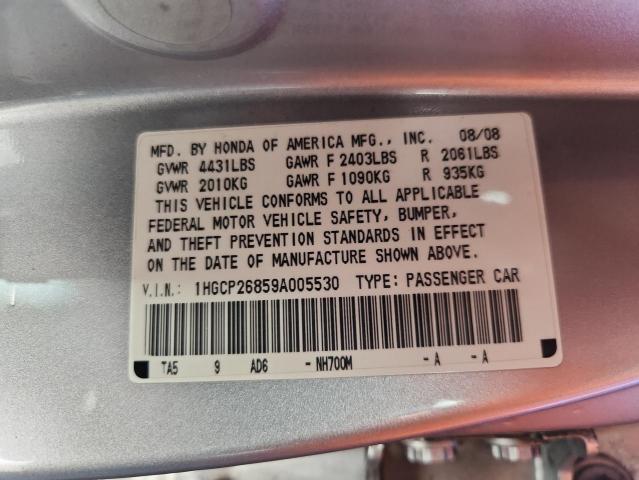 MFD. BY HONDA OF AMERICA MFG., INC. 08/08
GVWR 4431LBS GAWR F 2403LBS R 2061LBS
GVWR 2010KG GAWR F 1090KG R 935KG
THIS VEHICLE CONFORMS TO ALL APPLICABLE
FEDERAL MOTOR VEHICLE SAFETY, BUMPER,
AND THEFT PREVENTION STANDARDS IN EFFECT
ON THE DATE OF MANUFACTURE SHOWN ABOVE.
V.I.N.: 1HGCP26859A005530 TYPE: PASSENGER CAR
TA5 9 AD6 - NH700M - A - A